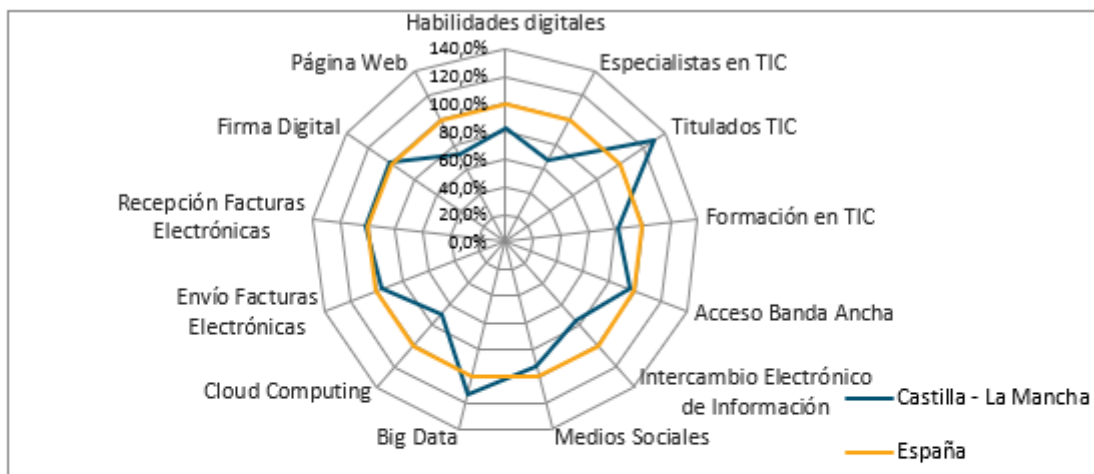 Habilidades digitales
140,0%
120,0%
100,0%
80,0%
60,0%
40,0%
20,0%
0,0%
Especialistas en TIC
Titulados TIC
Formación en TIC
Acceso Banda Ancha
Intercambio Electrónico
de Información
Medios Sociales
Big Data
Cloud Computing
Envío Facturas
Electrónicas
Recepción Facturas
Electrónicas
Firma Digital
Página Web
Castilla - La Mancha
España